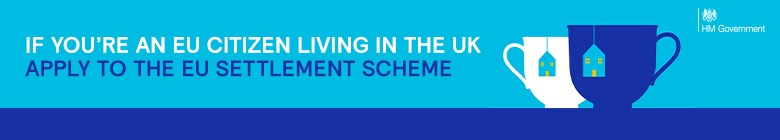 IF YOU'RE AN EU CITIZEN LIVING IN THE UK
APPLY TO THE EU SETTLEMENT SCHEME
HM Government